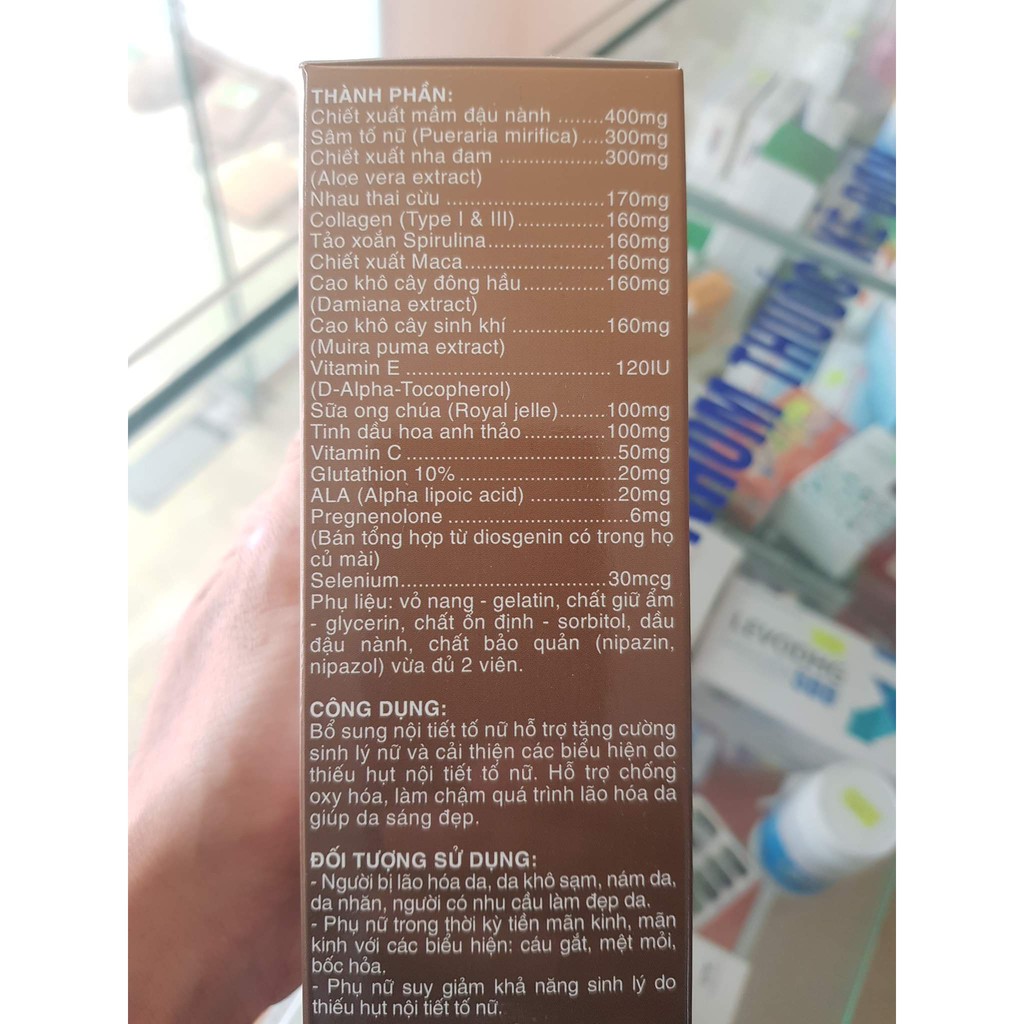 THÀNH PHẦN:
Chiết xuất mầm đậu nành ........400mg
Sâm tố nữ (Pueraria mirifica) ....300mg
Chiết xuất nha đam ..................300mg
(Aloe vera extract)
Nhau thai cừu ...........................170mg
Collagen (Type I & III)...............160mg
Tảo xoắn Spirulina....................160mg
Chiết xuất Maca........................160mg
Cao khô cây đông hầu..............160mg
(Damiana extract)
Cao khô cây sinh khí ................160mg
(Muira puma extract)
Vitamin E ................................... 120IU
(D-Alpha-Tocopherol)
Sữa ong chúa (Royal jelle)........100mg
Tinh dầu hoa anh thảo..............100mg
Vitamin C ....................................50mg
Glutathion 10%...........................20mg
ALA (Alpha lipoic acid) ...............20mg
Pregnenolone ...............................6mg
(Bán tổng hợp từ diosgenin có trong họ
củ mài)
Selenium...................................30mcg
Phụ liệu: vỏ nang - gelatin, chất giữ ẩm
- glycerin, chất ổn định - sorbitol, dầu
đậu nành, chất bảo quản (nipazin,
nipazol) vừa đủ 2 viên.
CÔNG DỤNG:
Bổ sung nội tiết tố nữ hỗ trợ tăng cường
sinh lý nữ và cải thiện các biểu hiện do
thiếu hụt nội tiết tố nữ. Hỗ trợ chống
oxy hóa, làm chậm quá trình lão hóa da
giúp da sáng đẹp.
ĐỐI TƯỢNG SỬ DỤNG:
- Người bị lão hóa da, da khô sạm, nám da,
da nhăn, người có nhu cầu làm đẹp da.
- Phụ nữ trong thời kỳ tiền mãn kinh, mãn
kinh với các biểu hiện: cáu gắt, mệt mỏi,
bốc hỏa.
- Phụ nữ suy giảm khả năng sinh lý do
thiếu hụt nội tiết tố nữ.
NHÓM THUỐC KÊ